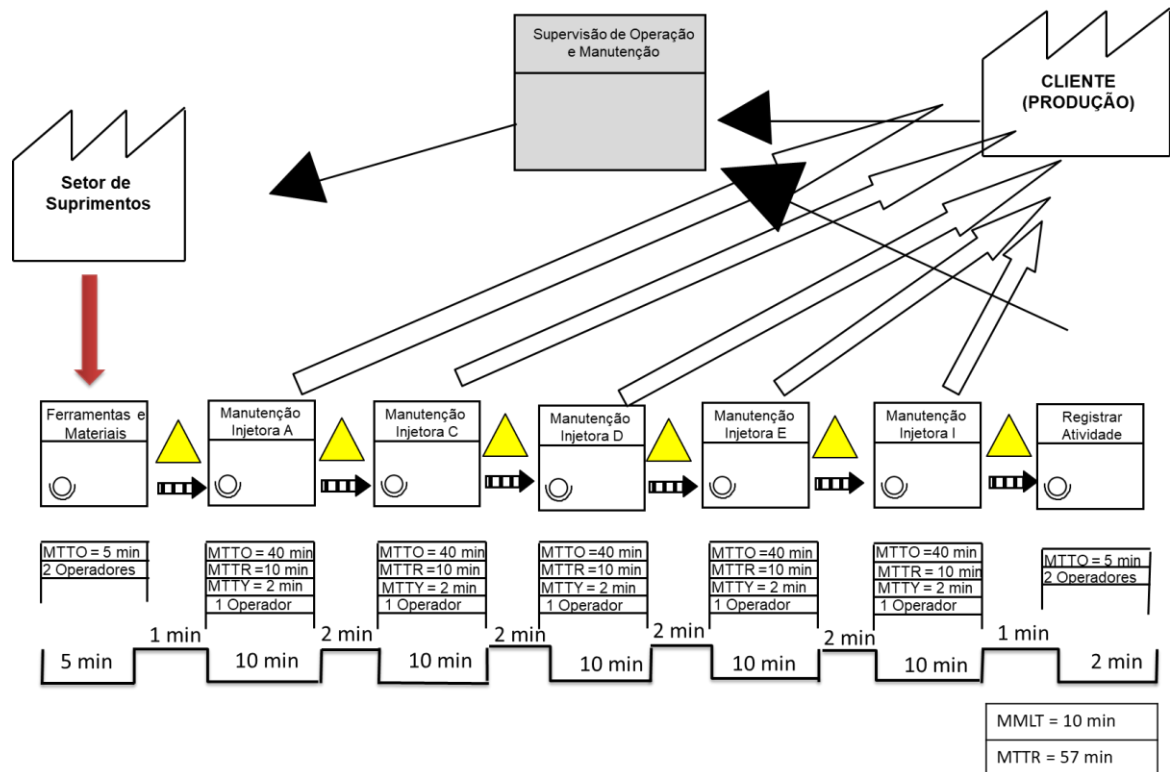 Supervisão de Operação
e Manutenção
CLIENTE
(PRODUÇÃO)
Setor de
Suprimentos
Ferramentas e
Materiais
Manutenção
Injetora A
Manutenção
Injetora C
Manutenção
Injetora D
Manutenção
Injetora E
Manutenção
Injetora I
Registrar
Atividade
MTTO = 5 min
2 Operadores
MTTO = 40 min
MTTR =10 min
MTTY = 2 min
1 Operador
MTTO = 40 min
MTTR =10 min
MTTY = 2 min
1 Operador
MTTO =40 min
MTTR =10 min
MTTY = 2 min
1 Operador
MTTO =40 min
MTTR =10 min
MTTY = 2 min
1 Operador
MTTO =40 min
MTTR = 10 min
MTTY = 2 min
1 Operador
MTTO = 5 min
2 Operadores
5 min
1 min
10 min
2 min
10 min
2 min
10 min
2 min
10 min
2 min
10 min
1 min
2 min
MMLT = 10 min
MTTR = 57 min